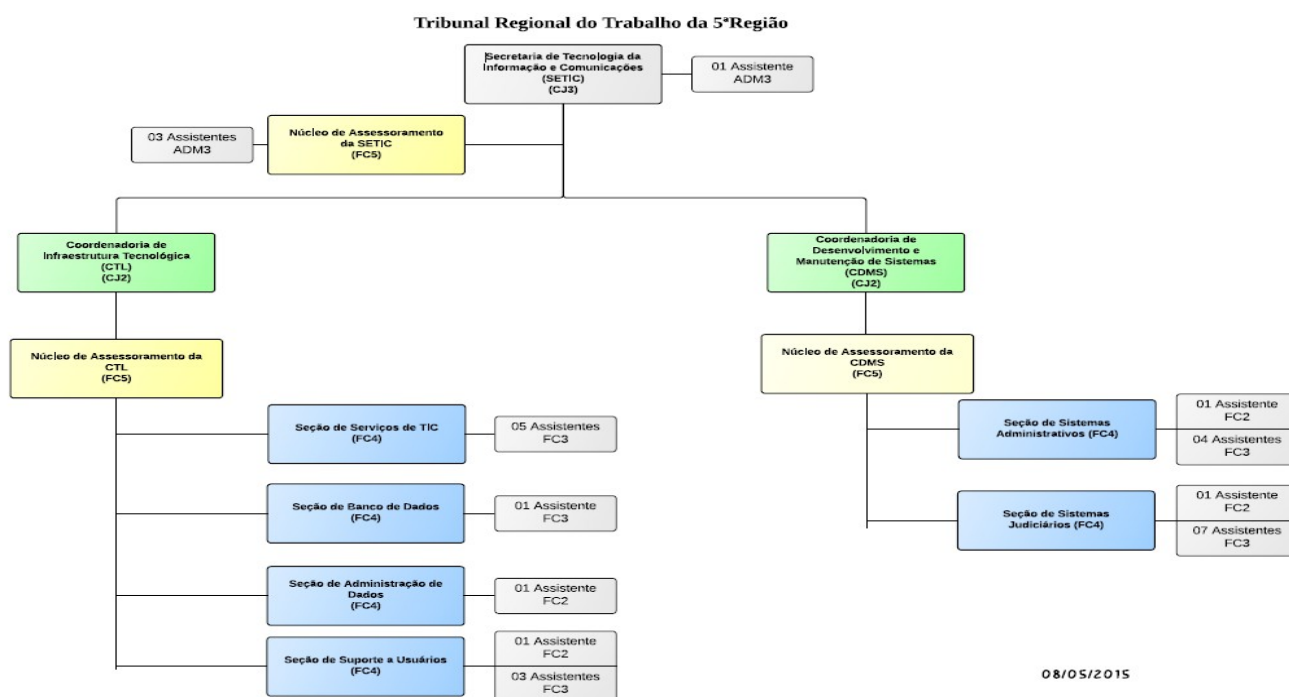 Tribunal Regional do Trabalho da 5ªRegião
Secretaria de Tecnologia da
Informação e Comunicações
(SETIC)
(CJ3)
01 Assistente
ADM3
03 Assistentes
ADM3
Núcleo de Assessoramento
da SETIC
(FC5)
Coordenadoria de
Infraestrutura Tecnológica
(CTL)
(CJ2)
Coordenadoria de
Desenvolvimento e
Manutenção de Sistemas
(CDMS)
(CJ2)
Núcleo de Assessoramento da
CTL
(FC5)
Núcleo de Assessoramento da
CDMS
(FC5)
Seção de Serviços de TIC
(FC4)
05 Assistentes
FC3
Seção de Banco de Dados
(FC4)
01 Assistente
FC3
Seção de Administração de
Dados
(FC4)
01 Assistente
FC2
Seção de Suporte a Usuários
(FC4)
01 Assistente
FC2
03 Assistentes
FC3
Seção de Sistemas
Administrativos (FC4)
01 Assistente
FC2
04 Assistentes
FC3
Seção de Sistemas
Judiciários (FC4)
01 Assistente
FC2
07 Assistentes
FC3
08/05/2015